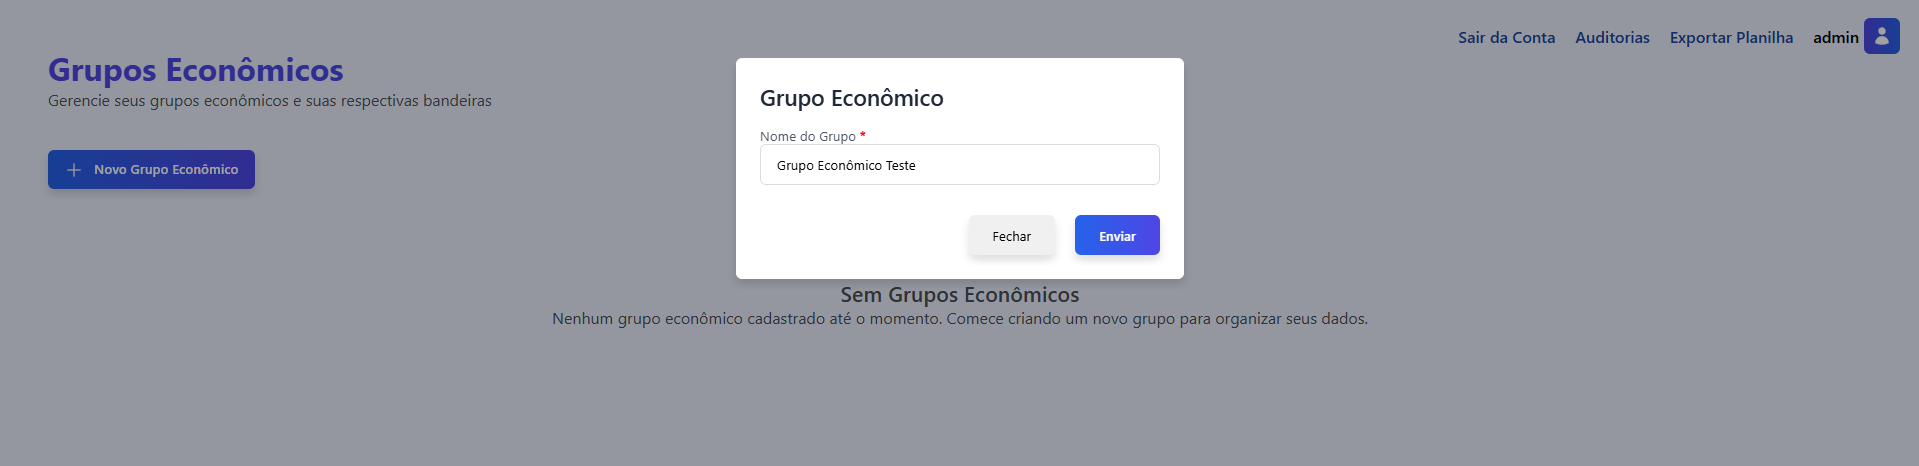 Sair da Conta
Auditorias
Exportar Planilha
admin
Grupos Econômicos
Gerencie seus grupos econômicos e suas respectivas bandeiras
Novo Grupo Econômico
Grupo Econômico
Nome do Grupo *
Grupo Econômico Teste
Fechar
Enviar
Sem Grupos Econômicos
Nenhum grupo econômico cadastrado até o momento. Comece criando um novo grupo para organizar seus dados.